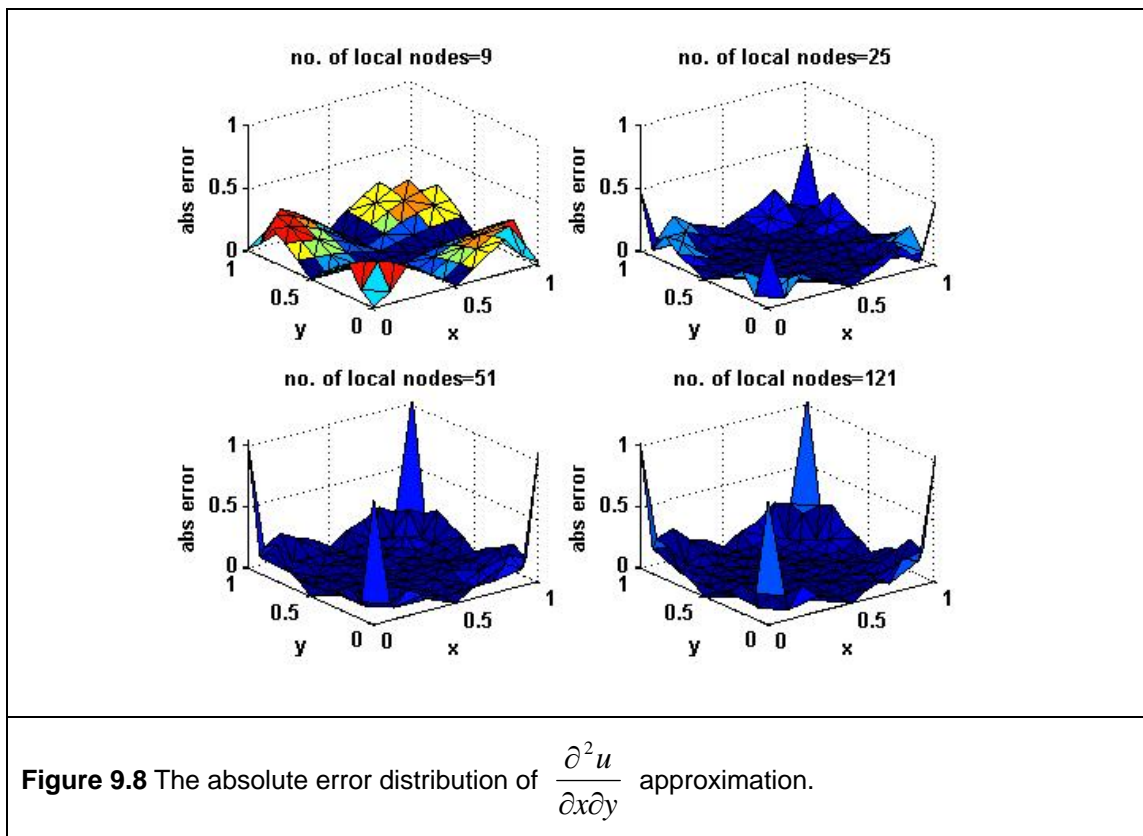 no. of local nodes=9
no. of local nodes=25
1
0.5
0
abs error
1
0.5
0
y
0
0.5
1
x
1
0.5
0
abs error
1
0.5
0
y
0
0.5
1
x
no. of local nodes=51
no. of local nodes=121
1
0.5
0
abs error
1
0.5
0
y
0
0.5
1
x
1
0.5
0
abs error
1
0.5
0
y
0
0.5
1
x
Figure 9.8 The absolute error distribution of ∂²u/∂x∂y approximation.